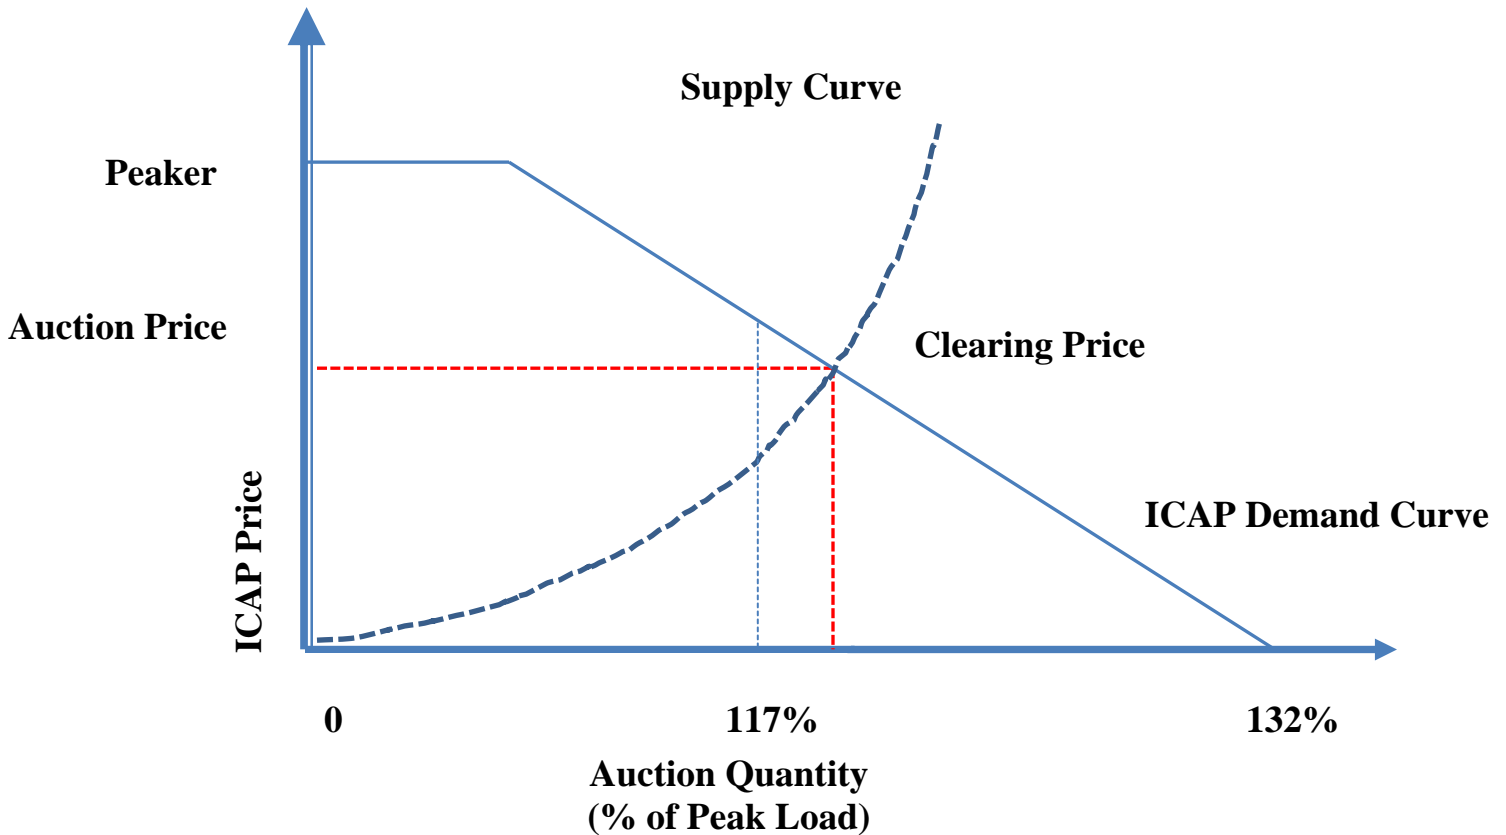 Supply Curve
Peaker
Auction Price
Clearing Price
ICAP Price
ICAP Demand Curve
0
117%
132%
Auction Quantity
(% of Peak Load)